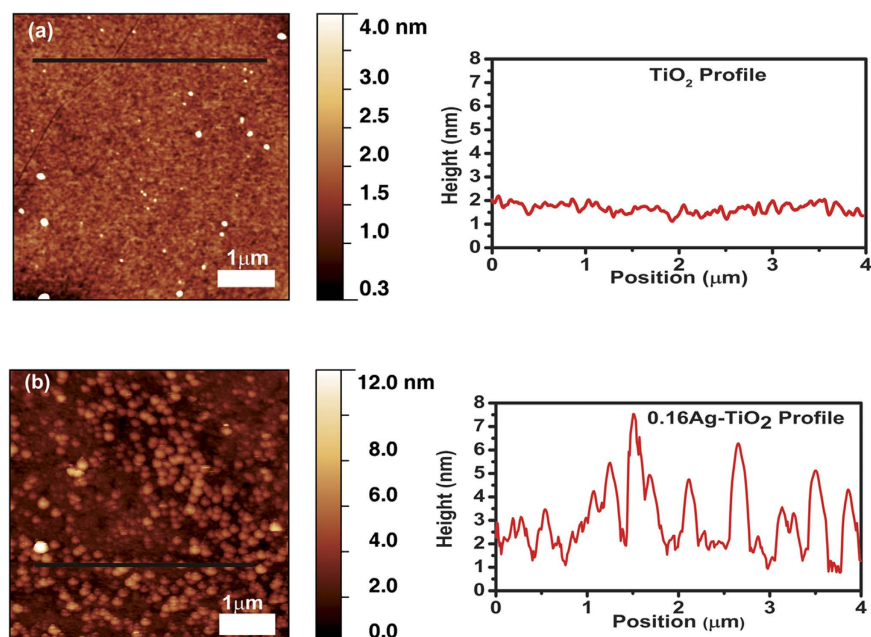 (a)
4.0 nm
3.0
2.5
2.0
1.5
1.0
0.3
1μm
TiO₂ Profile
Height (nm)
8
7
6
5
4
3
2
1
0
0 1 2 3 4
Position (μm)
(b)
12.0 nm
8.0
6.0
4.0
2.0
0.0
1μm
0.16Ag-TiO2 Profile
Height (nm)
8
7
6
5
4
3
2
1
0
0 1 2 3 4
Position (μm)